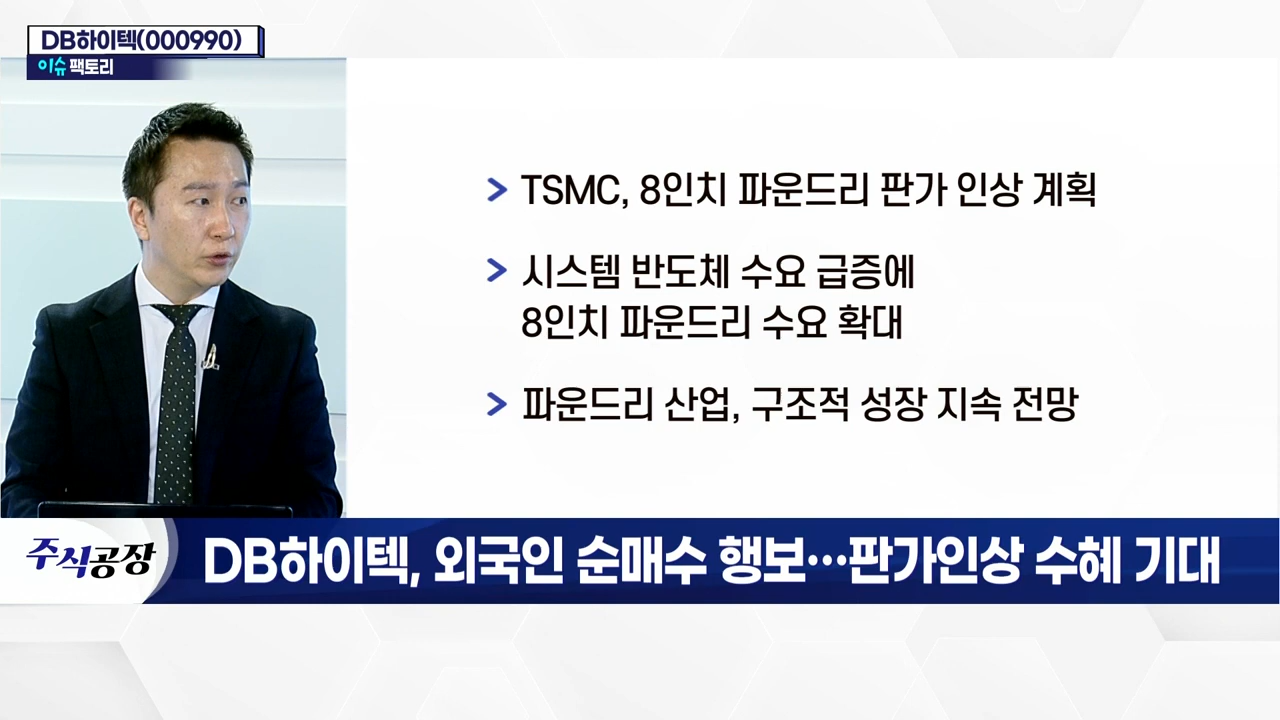 DB하이텍(000990)
이슈 팩토리
> TSMC, 8인치 파운드리 판가 인상 계획
> 시스템 반도체 수요 급증에
8인치 파운드리 수요 확대
> 파운드리 산업, 구조적 성장 지속 전망
주식공장
DB하이텍, 외국인 순매수 행보…판가인상 수혜 기대